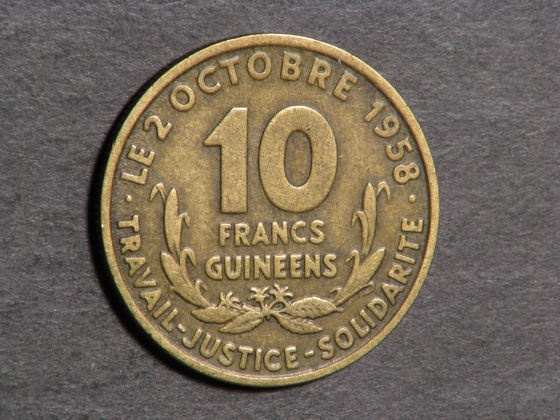 · LE 2 OCTOBRE 1958 ·
10
FRANCS
GUINEENS
TRAVAIL - JUSTICE - SOLIDARITE